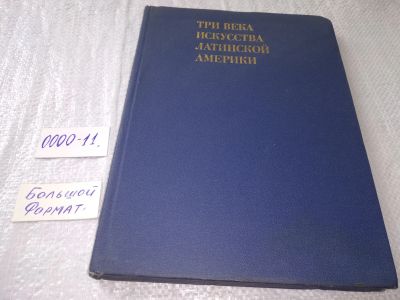 ТРИ ВЕКА
ИСКУССТВА
ЛАТИНСКОЙ
АМЕРИКИ
0000-11.
БОЛЬШОЙ
ФОРМАТ.